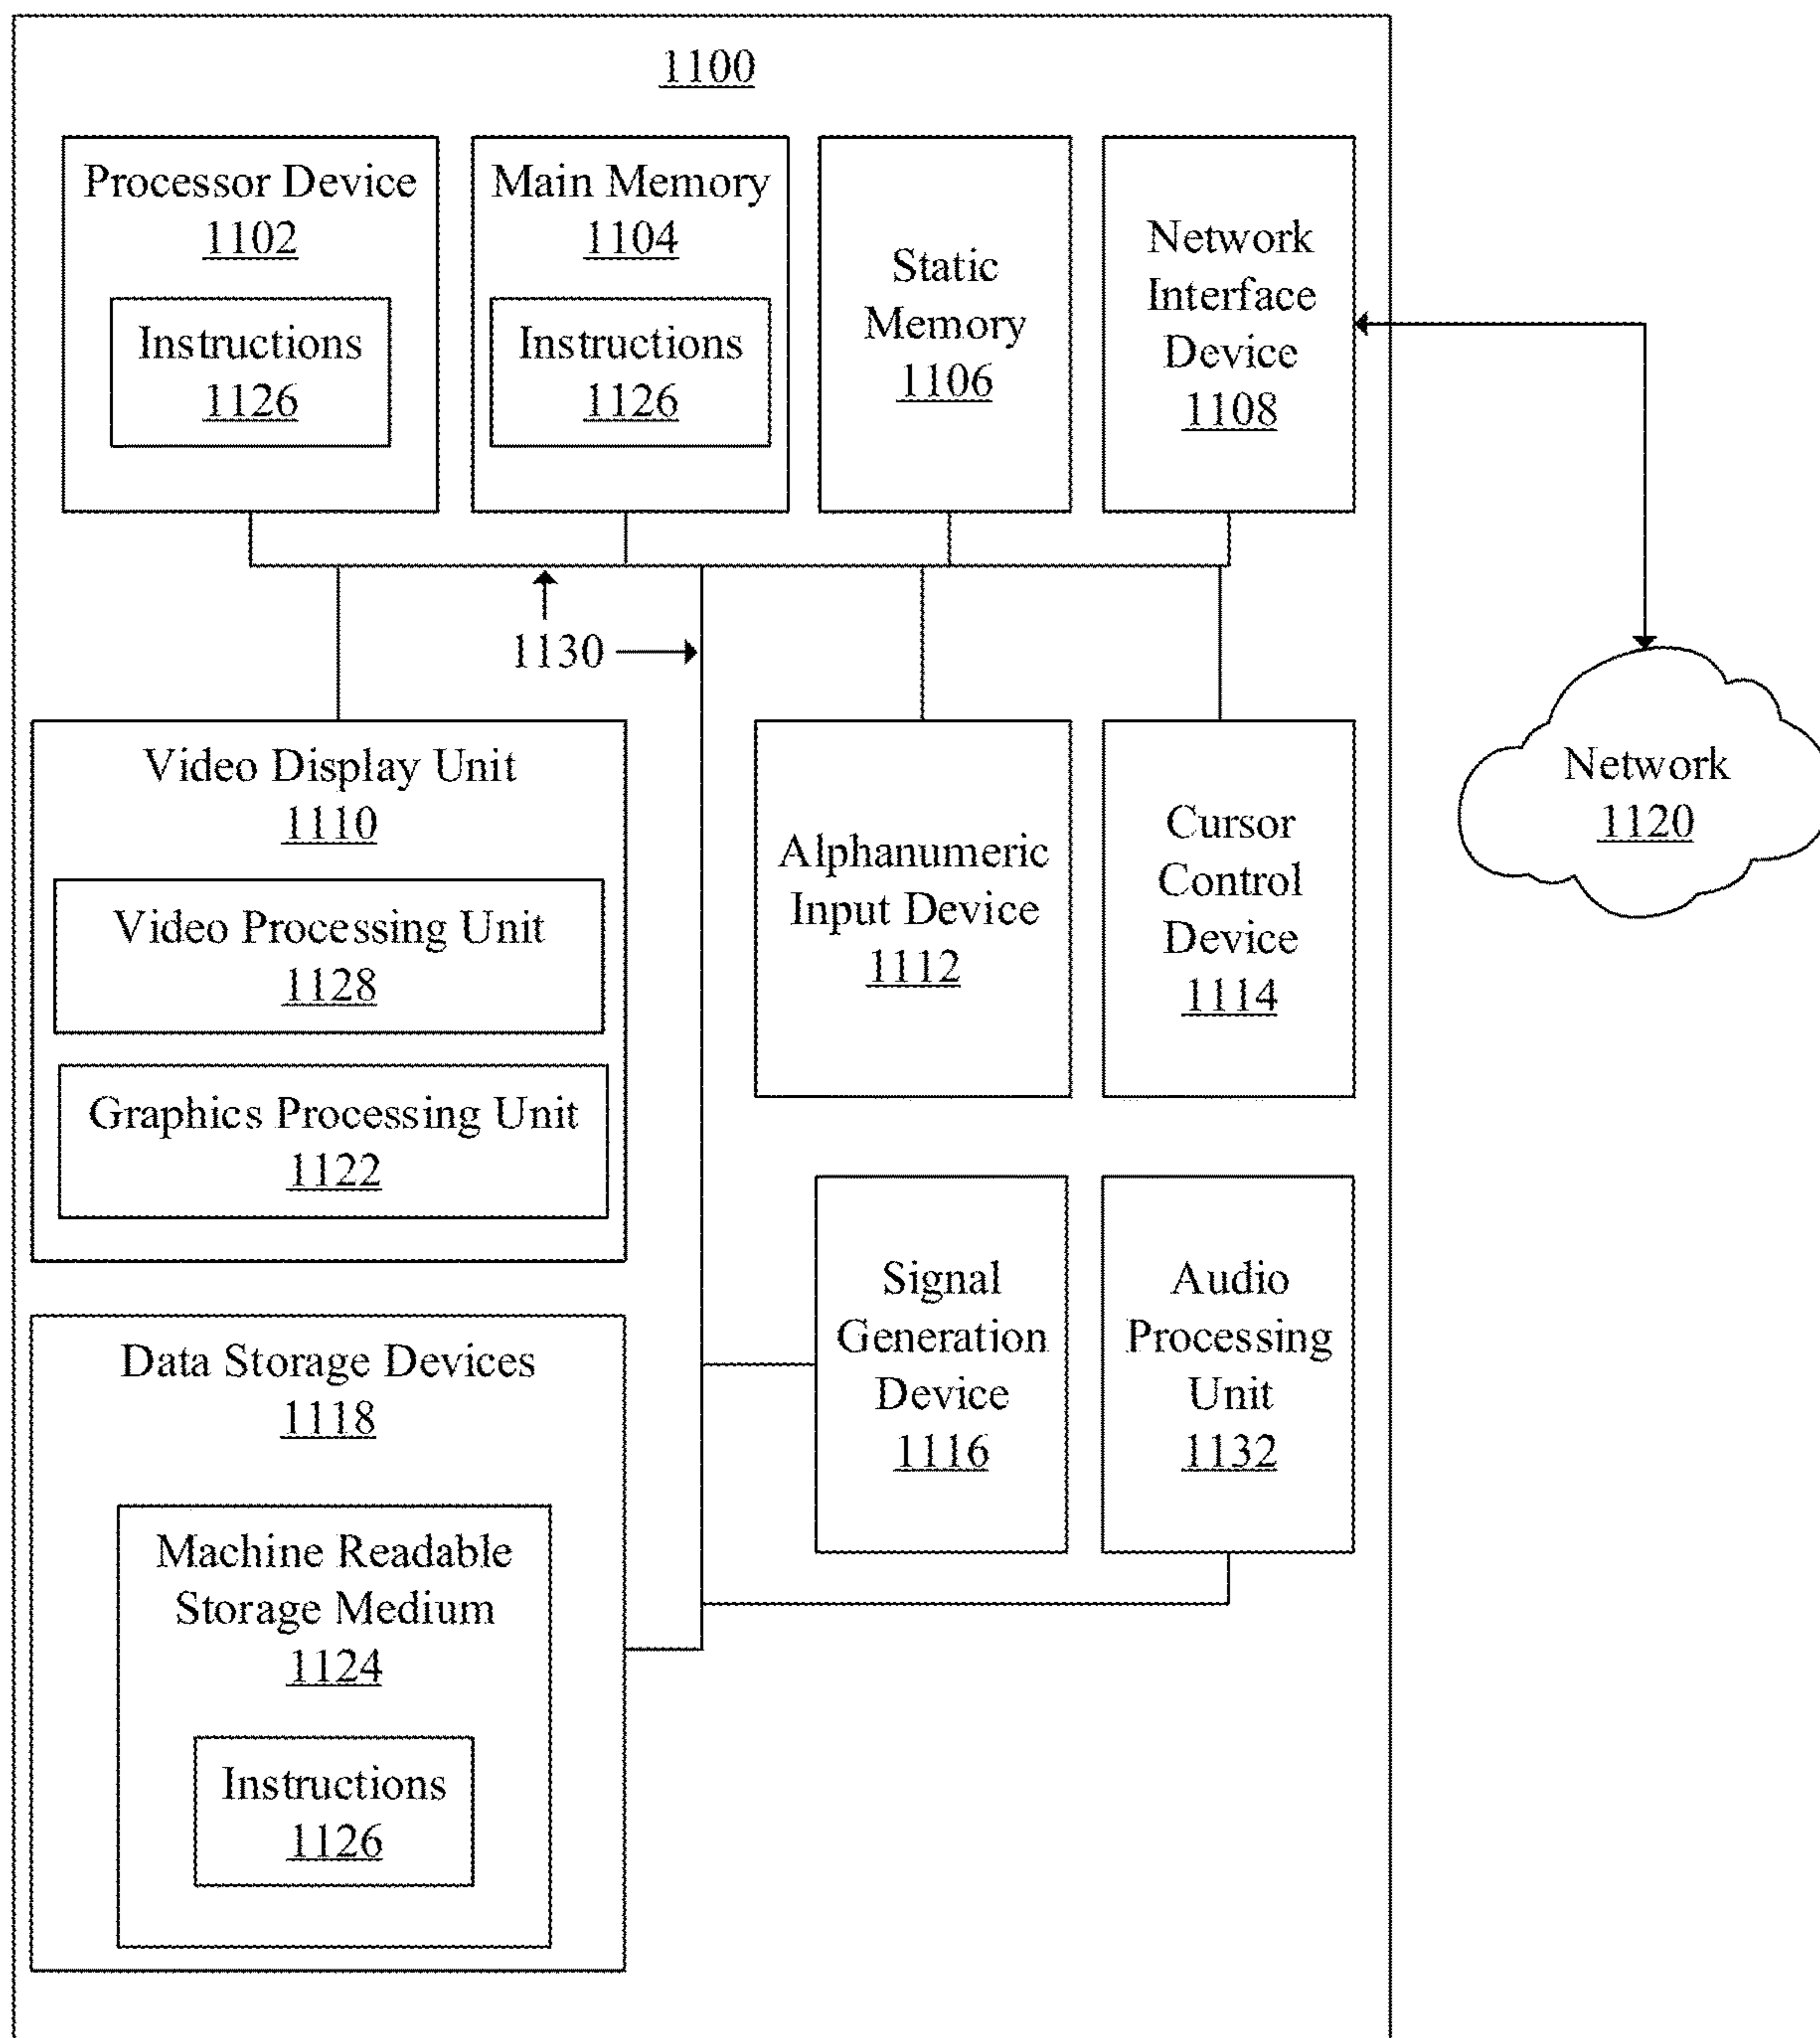 1100
Processor Device
1102
Instructions
1126
Main Memory
1104
Instructions
1126
Static
Memory
1106
Network
Interface
Device
1108
1130
Video Display Unit
1110
Video Processing Unit
1128
Graphics Processing Unit
1122
Alphanumeric
Input Device
1112
Cursor
Control
Device
1114
Network
1120
Signal
Generation
Device
1116
Audio
Processing
Unit
1132
Data Storage Devices
1118
Machine Readable
Storage Medium
1124
Instructions
1126